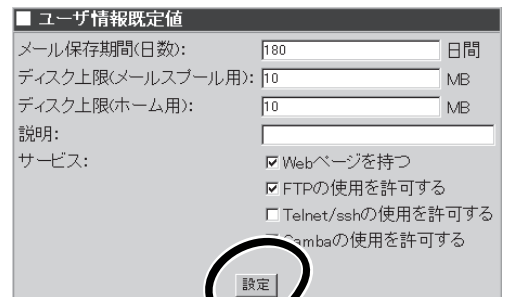 ■ ユーザ情報既定値
メール保存期間(日数): 180 日間
ディスク上限(メールスプール用): 10 MB
ディスク上限(ホーム用): 10 MB
説明:
サービス: Webページを持つ
FTPの使用を許可する
Telnet/sshの使用を許可する
Sambaの使用を許可する
設定